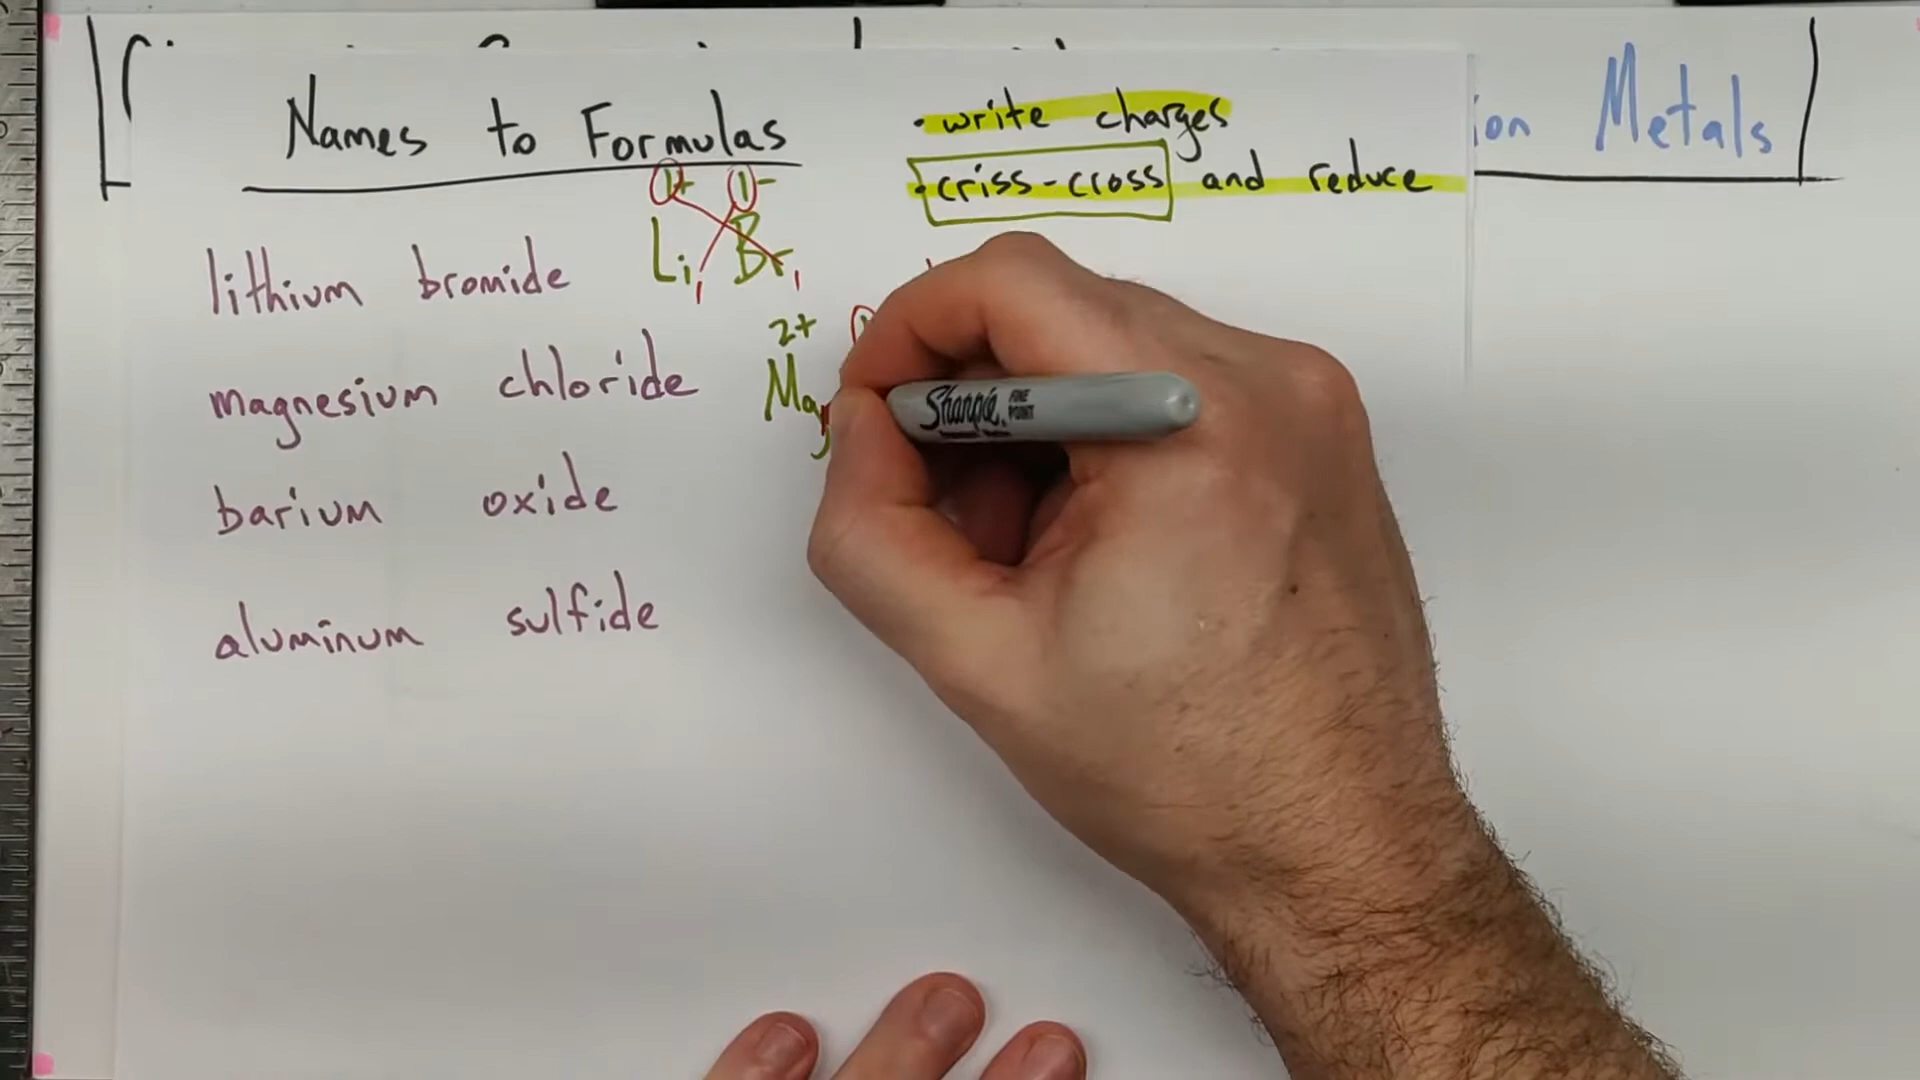 Names to Formulas
• write charges
• criss-cross and reduce
ion Metals
1+ 1-
lithium bromide Li1 Br1
2+
magnesium chloride Mg
barium oxide
aluminum sulfide
Sharpie. FINE POINT